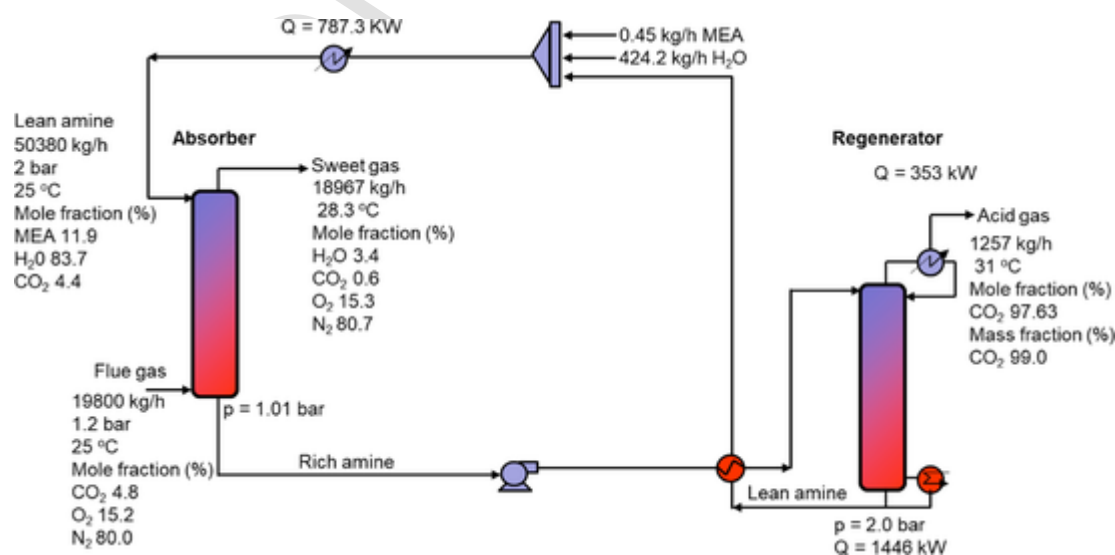 Q = 787.3 KW
0.45 kg/h MEA
424.2 kg/h H₂O
Lean amine
50380 kg/h
2 bar
25 ºC
Mole fraction (%)
MEA 11.9
H₂0 83.7
CO₂ 4.4
Absorber
Sweet gas
18967 kg/h
28.3 ºC
Mole fraction (%)
H₂O 3.4
CO₂ 0.6
O₂ 15.3
N₂ 80.7
Regenerator
Q = 353 kW
Acid gas
1257 kg/h
31 ºC
Mole fraction (%)
CO₂ 97.63
Mass fraction (%)
CO₂ 99.0
Flue gas
19800 kg/h
1.2 bar
25 ºC
Mole fraction (%)
CO₂ 4.8
O₂ 15.2
N₂ 80.0
p = 1.01 bar
Rich amine
Lean amine
p = 2.0 bar
Q = 1446 kW